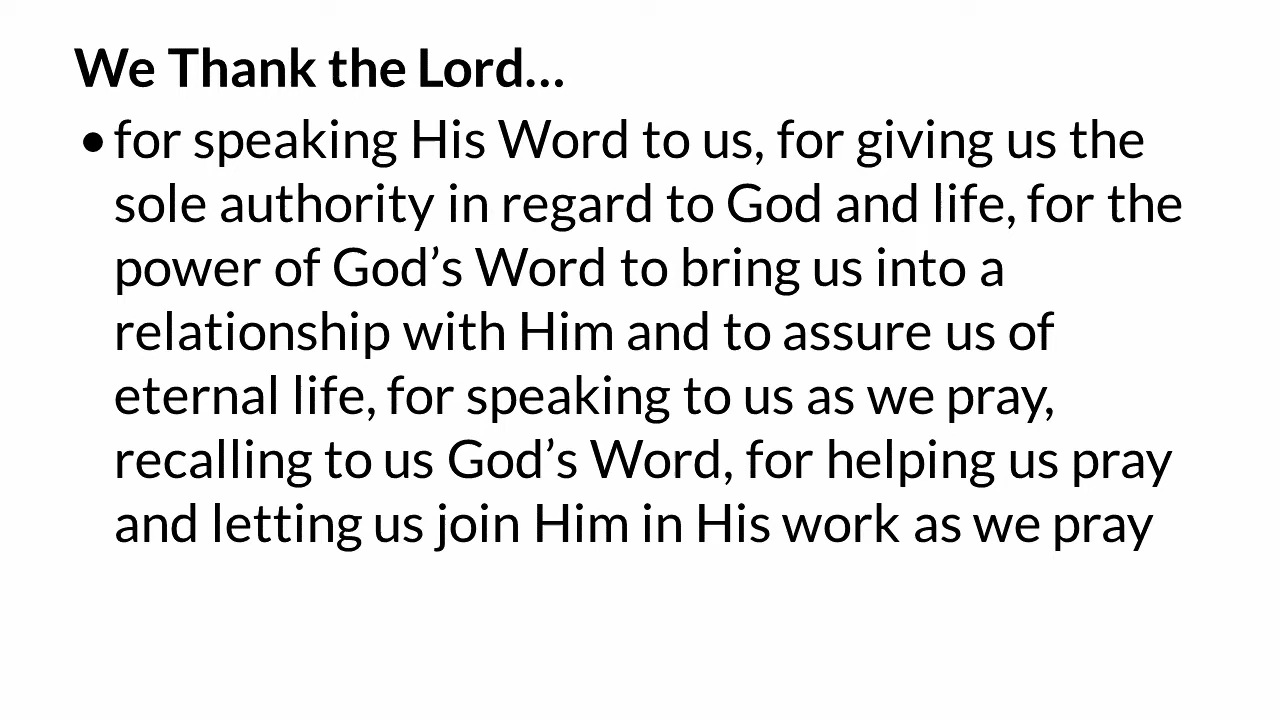 We Thank the Lord...
• for speaking His Word to us, for giving us the
sole authority in regard to God and life, for the
power of God’s Word to bring us into a
relationship with Him and to assure us of
eternal life, for speaking to us as we pray,
recalling to us God’s Word, for helping us pray
and letting us join Him in His work as we pray